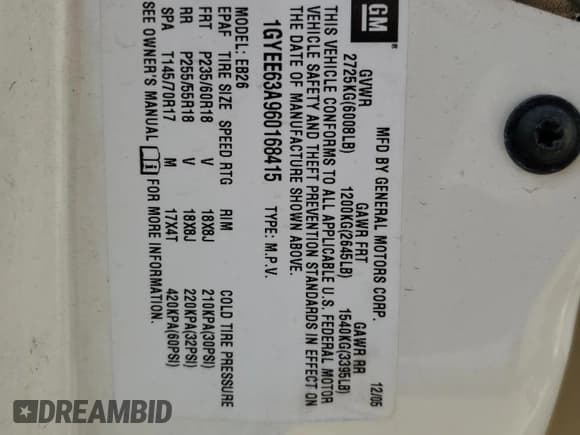 GM ®
MFD BY GENERAL MOTORS CORP. 12/05
GVWR GAWR FRT GAWR RR
2725KG(6008LB) 1200KG(2645LB) 1540KG(3395LB)
THIS VEHICLE CONFORMS TO ALL APPLICABLE U.S. FEDERAL MOTOR
VEHICLE SAFETY AND THEFT PREVENTION STANDARDS IN EFFECT ON
THE DATE OF MANUFACTURE SHOWN ABOVE.
1GYEE63A960168415 TYPE: M.P.V.
MODEL: EB26
EPAF TIRE SIZE SPEED RTG RIM COLD TIRE PRESSURE
FRT P235/60R18 V 18X8J 210KPA(30PSI)
RR P255/55R18 V 18X8J 220KPA(32PSI)
SPA T145/70R17 M 17X4T 420KPA(60PSI)
SEE OWNER'S MANUAL FOR MORE INFORMATION.
DREAMBID